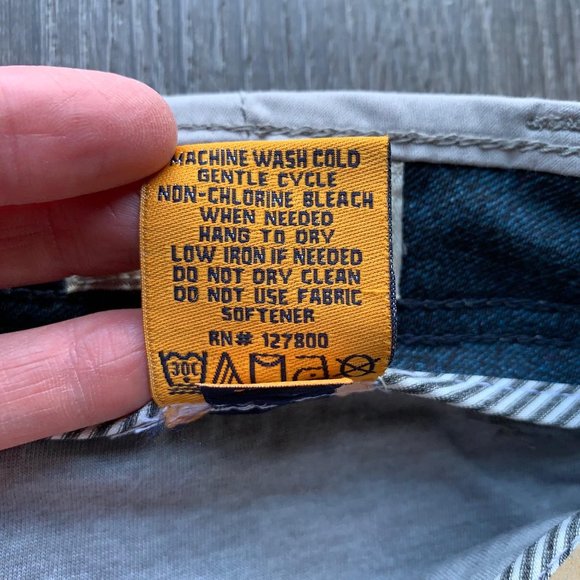 MACHINE WASH COLD
GENTLE CYCLE
NON-CHLORINE BLEACH
WHEN NEEDED
HANG TO DRY
LOW IRON IF NEEDED
DO NOT DRY CLEAN
DO NOT USE FABRIC
SOFTENER
RN# 127800
30C